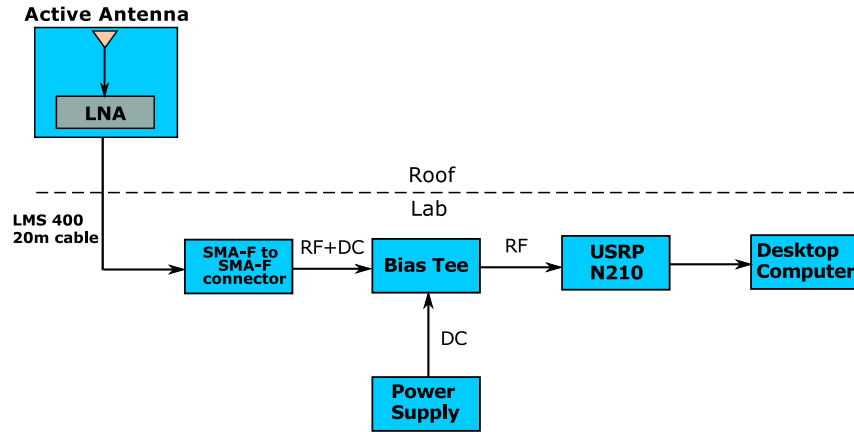 Active Antenna
LNA
Roof
Lab
LMS 400
20m cable
SMA-F to
SMA-F
connector
RF+DC
Bias Tee
RF
USRP
N210
Desktop
Computer
DC
Power
Supply